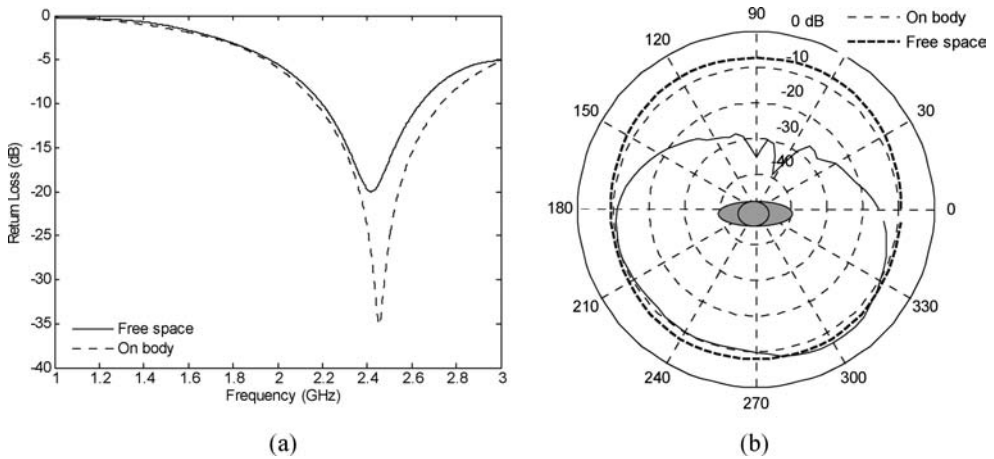 0
-5
-10
-15
-20
-25
-30
-35
-40
Return Loss (dB)
Free space
On body
1 1.2 1.4 1.6 1.8 2 2.2 2.4 2.6 2.8 3
Frequency (GHz)
(a)
On body
Free space
0 dB
-10
-20
-30
-40
90
120
150
180
210
240
270
300
330
0
30
(b)